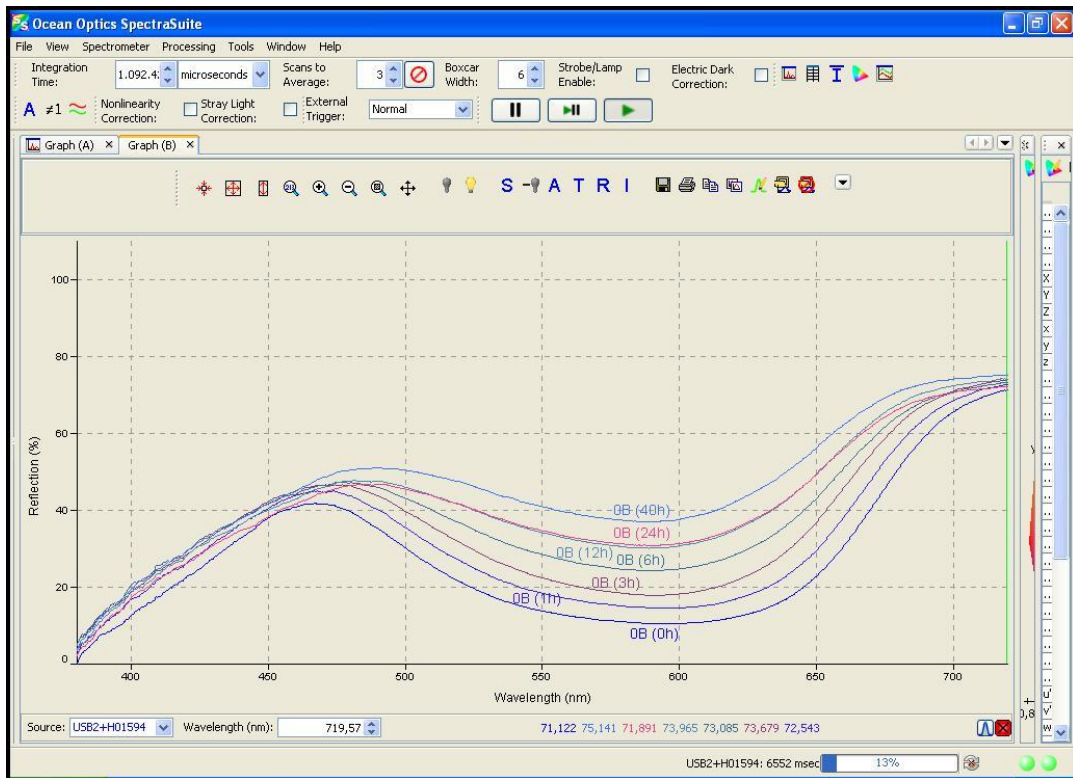 Ocean Optics SpectraSuite
File View Spectrometer Processing Tools Window Help
Integration Time: 1.092.4 microseconds Scans to Average: 3 Boxcar Width: 6 Strobe/Lamp Enable: Electric Dark Correction:
A ≠1 Nonlinearity Correction: Stray Light Correction: External Trigger: Normal
Graph (A) Graph (B)
S A T R I
100
80
60
40
20
0
Reflection (%)
0B (40h)
0B (24h)
0B (12h)
0B (6h)
0B (3h)
0B (1h)
0B (0h)
400 450 500 550 600 650 700
Wavelength (nm)
Source: USB2+H01594 Wavelength (nm): 719,57 71,122 75,141 71,891 73,965 73,085 73,679 72,543
USB2+H01594: 6552 msec 13%
X
Y
Z
x
y
z
u'
v'
w
0,8